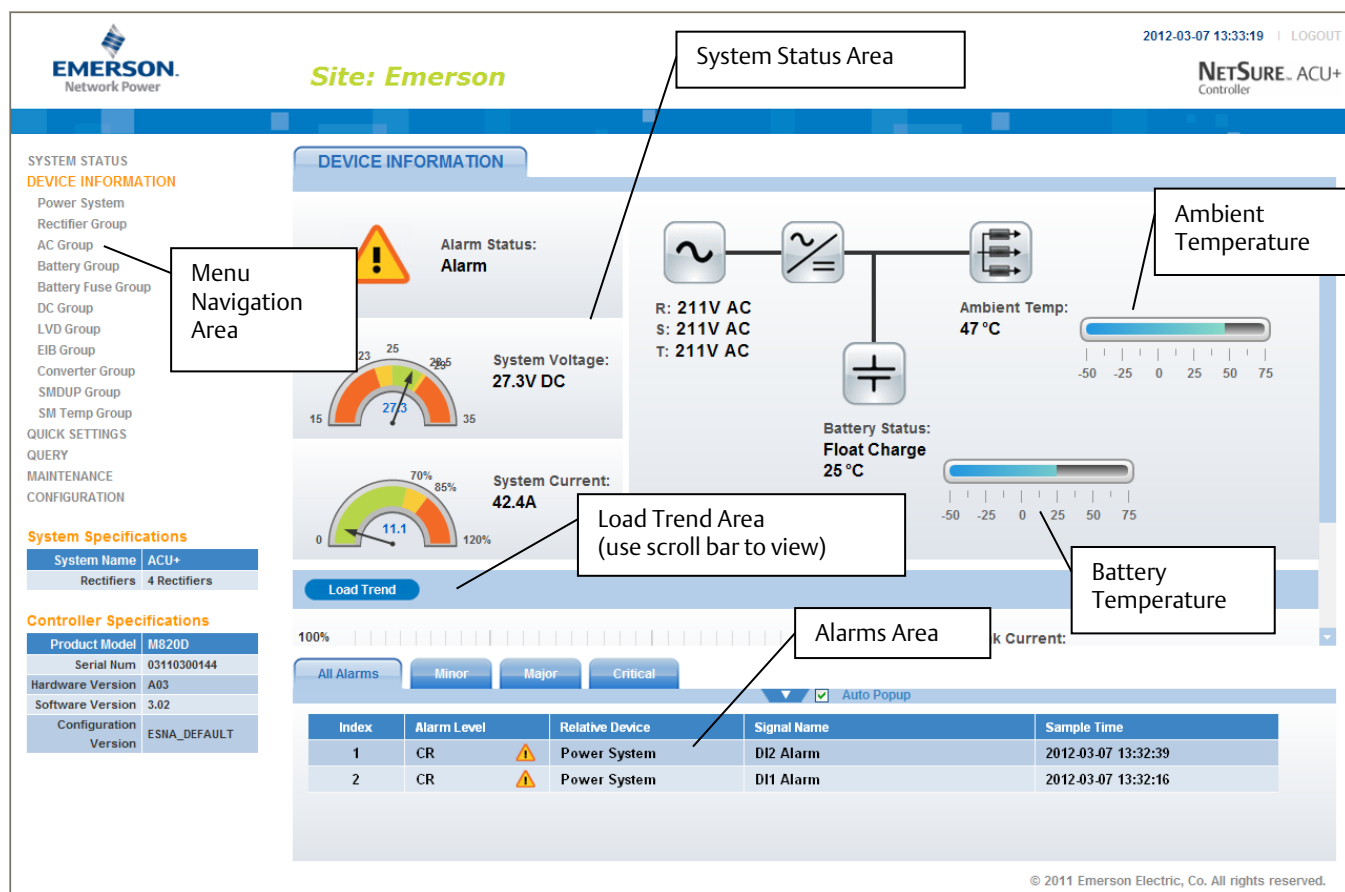 2012-03-07 13:33:19 | LOGOUT
EMERSON.
Network Power
Site: Emerson
System Status Area
NETSURE™ ACU+
Controller
SYSTEM STATUS
DEVICE INFORMATION
Power System
Rectifier Group
AC Group
Battery Group
Battery Fuse Group
DC Group
LVD Group
EIB Group
Converter Group
SMDUP Group
SM Temp Group
QUICK SETTINGS
QUERY
MAINTENANCE
CONFIGURATION
Menu
Navigation
Area
System Specifications
System Name ACU+
Rectifiers 4 Rectifiers
Controller Specifications
Product Model M820D
Serial Num 03110300144
Hardware Version A03
Software Version 3.02
Configuration
Version
ESNA_DEFAULT
DEVICE INFORMATION
Alarm Status:
Alarm
15 23 25 28.5 29 35
27.3
System Voltage:
27.3V DC
0 70% 85% 120%
11.1
System Current:
42.4A
R: 211V AC
S: 211V AC
T: 211V AC
Ambient
Temperature
Ambient Temp:
47 °C
-50 -25 0 25 50 75
Battery Status:
Float Charge
25 °C
-50 -25 0 25 50 75
Battery
Temperature
Load Trend Area
(use scroll bar to view)
Load Trend
100%
k Current:
Alarms Area
All Alarms Minor Major Critical
Auto Popup
Index Alarm Level Relative Device Signal Name Sample Time
1 CR Power System DI2 Alarm 2012-03-07 13:32:39
2 CR Power System DI1 Alarm 2012-03-07 13:32:16
© 2011 Emerson Electric, Co. All rights reserved.